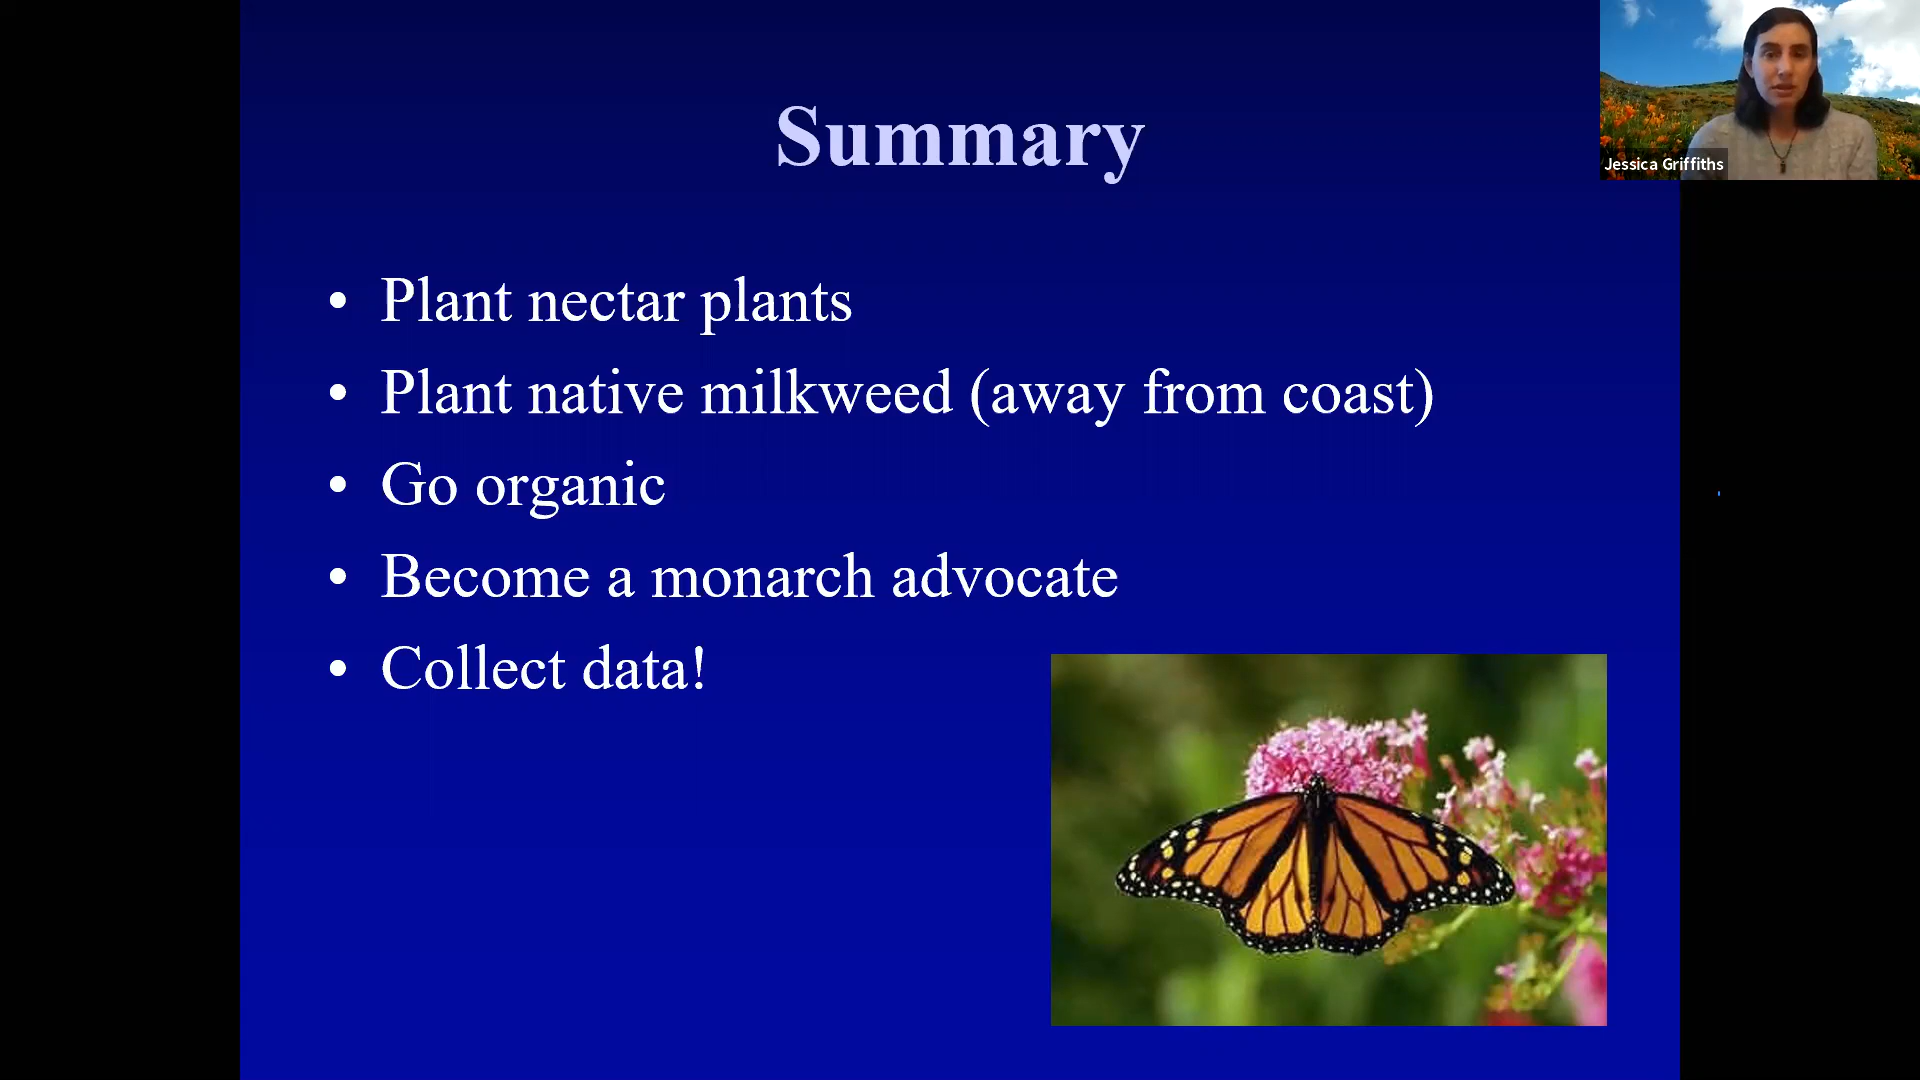 Summary
Jessica Griffiths
• Plant nectar plants
• Plant native milkweed (away from coast)
• Go organic
• Become a monarch advocate
• Collect data!